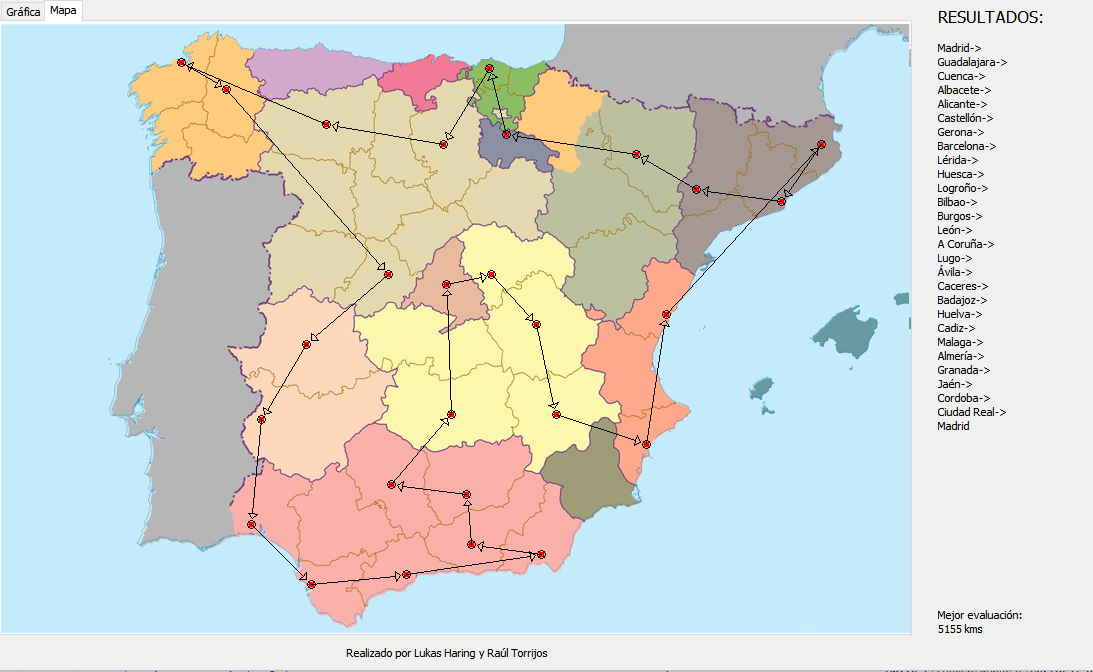 Gráfica
Mapa
RESULTADOS:
Madrid->
Guadalajara->
Cuenca->
Albacete->
Alicante->
Castellón->
Gerona->
Barcelona->
Lérida->
Huesca->
Logroño->
Bilbao->
Burgos->
León->
A Coruña->
Lugo->
Ávila->
Caceres->
Badajoz->
Huelva->
Cadiz->
Malaga->
Almería->
Granada->
Jaén->
Cordoba->
Ciudad Real->
Madrid
Mejor evaluación:
5155 kms
Realizado por Lukas Haring y Raúl Torrijos